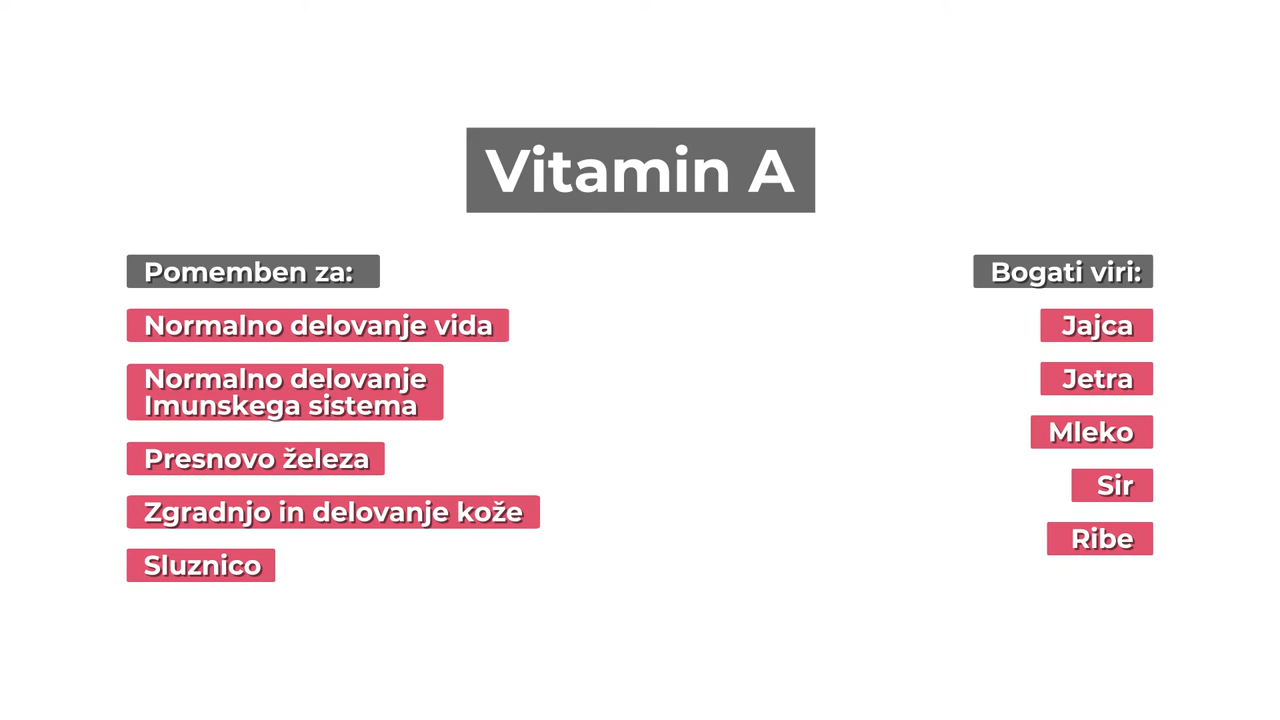 Vitamin A
Pomemben za:
Normalno delovanje vida
Normalno delovanje
Imunskega sistema
Presnovo železa
Zgradnjo in delovanje kože
Sluznico
Bogati viri:
Jajca
Jetra
Mleko
Sir
Ribe